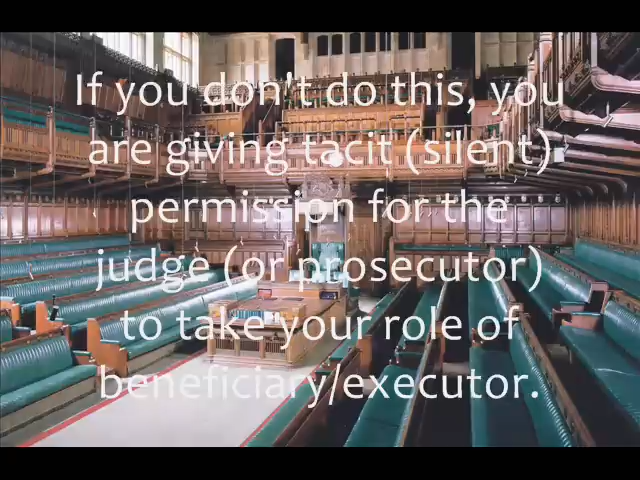 If you don't do this, you
are giving tacit (silent)
permission for the
judge (or prosecutor)
to take your role of
beneficiary/executor.